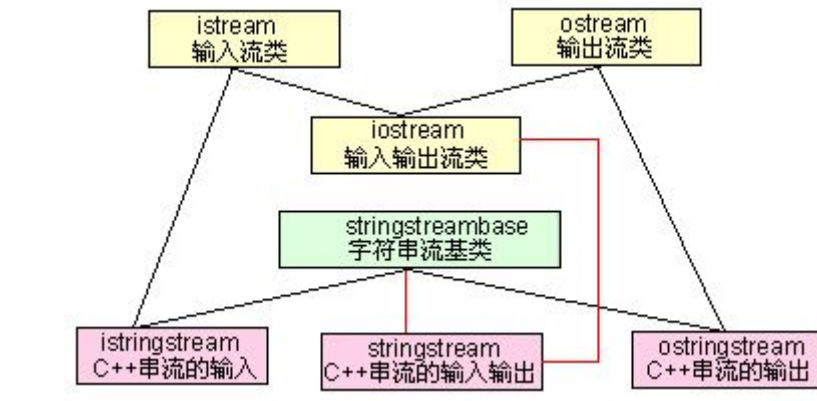 istream
输入流类
ostream
输出流类
iostream
输入输出流类
stringstreambase
字符串流基类
istringstream
C++串流的输入
stringstream
C++串流的输入输出
ostringstream
C++串流的输出